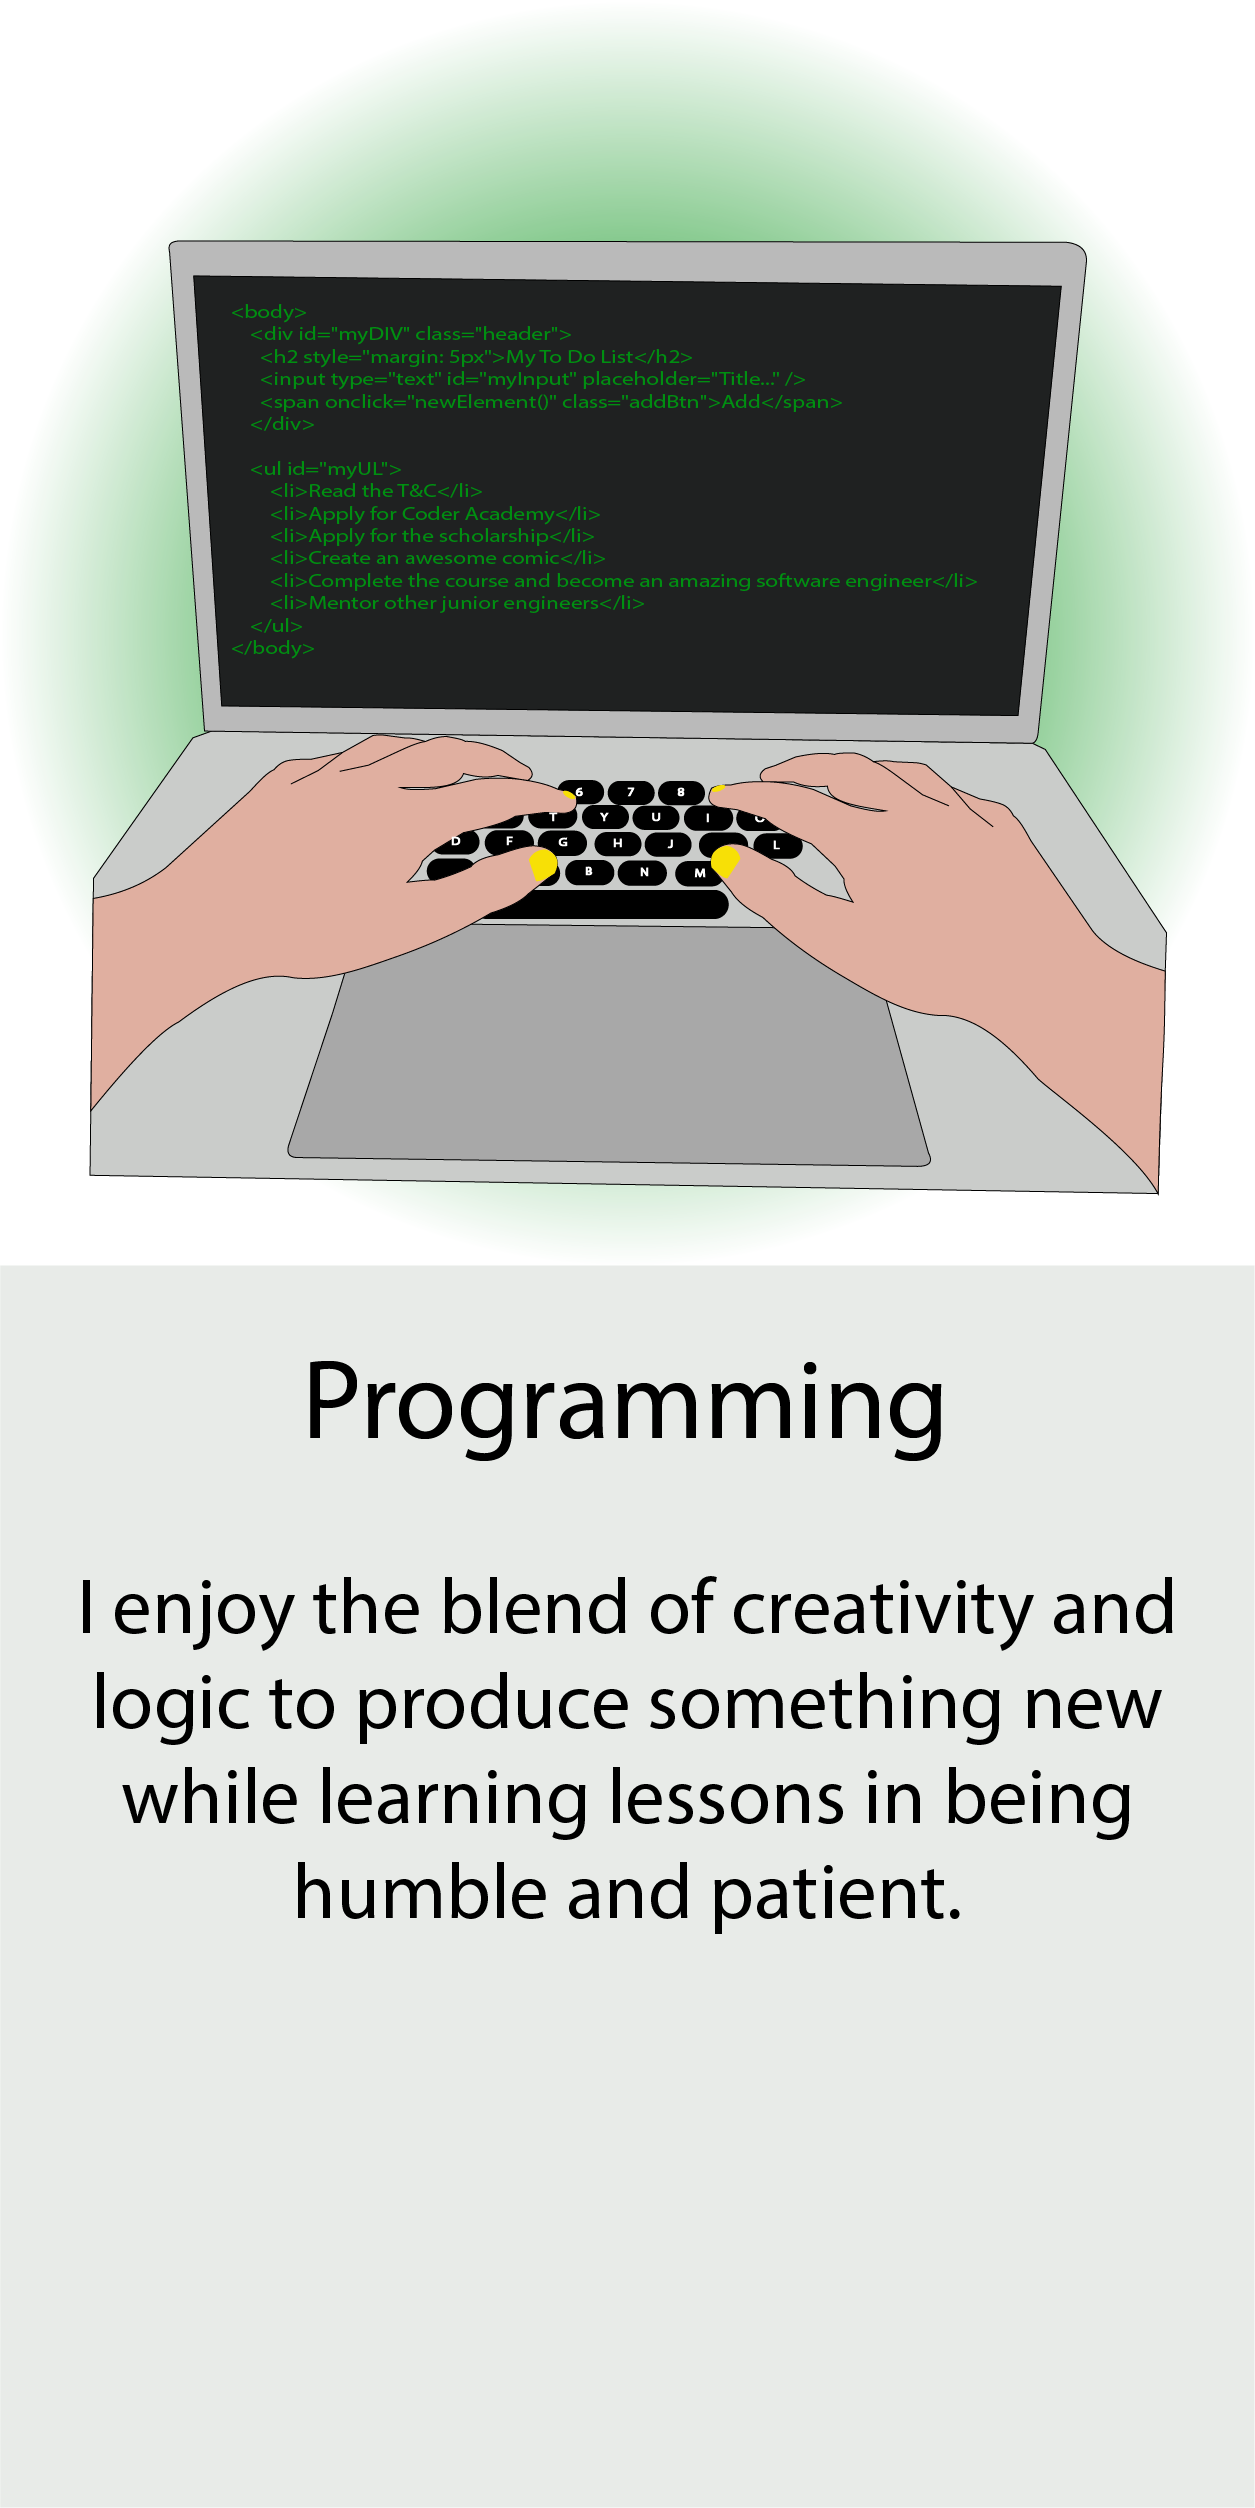 <body>
<div id="myDIV" class="header">
<h2 style="margin: 5px">My To Do List</h2>
<input type="text" id="myInput" placeholder="Title..." />
<span onclick="newElement()" class="addBtn">Add</span>
</div>
<ul id="myUL">
<li>Read the T&C</li>
<li>Apply for Coder Academy</li>
<li>Apply for the scholarship</li>
<li>Create an awesome comic</li>
<li>Complete the course and become an amazing software engineer</li>
<li>Mentor other junior engineers</li>
</ul>
</body>
6 7 8
T Y U I O
D F G H J L
B N M
Programming
I enjoy the blend of creativity and
logic to produce something new
while learning lessons in being
humble and patient.